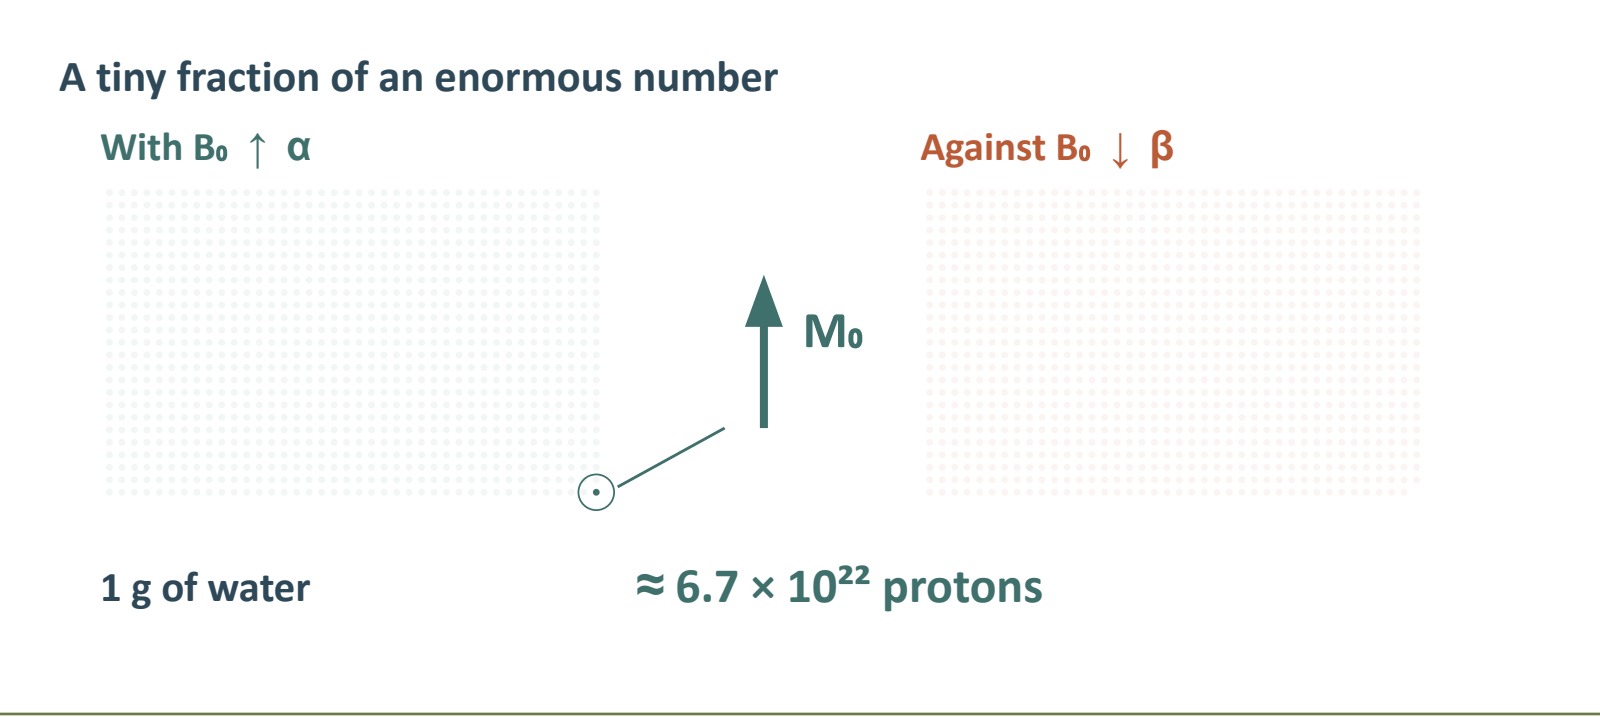 A tiny fraction of an enormous number
With B₀ ↑ α
Against B₀ ↓ β
M₀
1 g of water
≈ 6.7 × 10²² protons